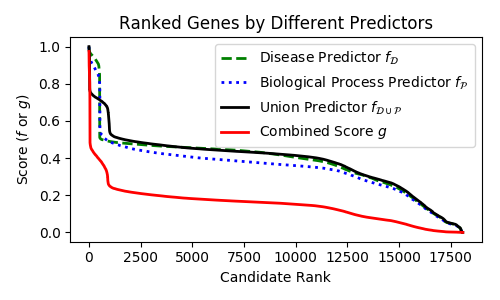 Ranked Genes by Different Predictors
Score (f or g)
1.0
0.8
0.6
0.4
0.2
0.0
Disease Predictor f_𝒟
Biological Process Predictor f_𝒫
Union Predictor f_𝒟∪𝒫
Combined Score g
0 2500 5000 7500 10000 12500 15000 17500
Candidate Rank